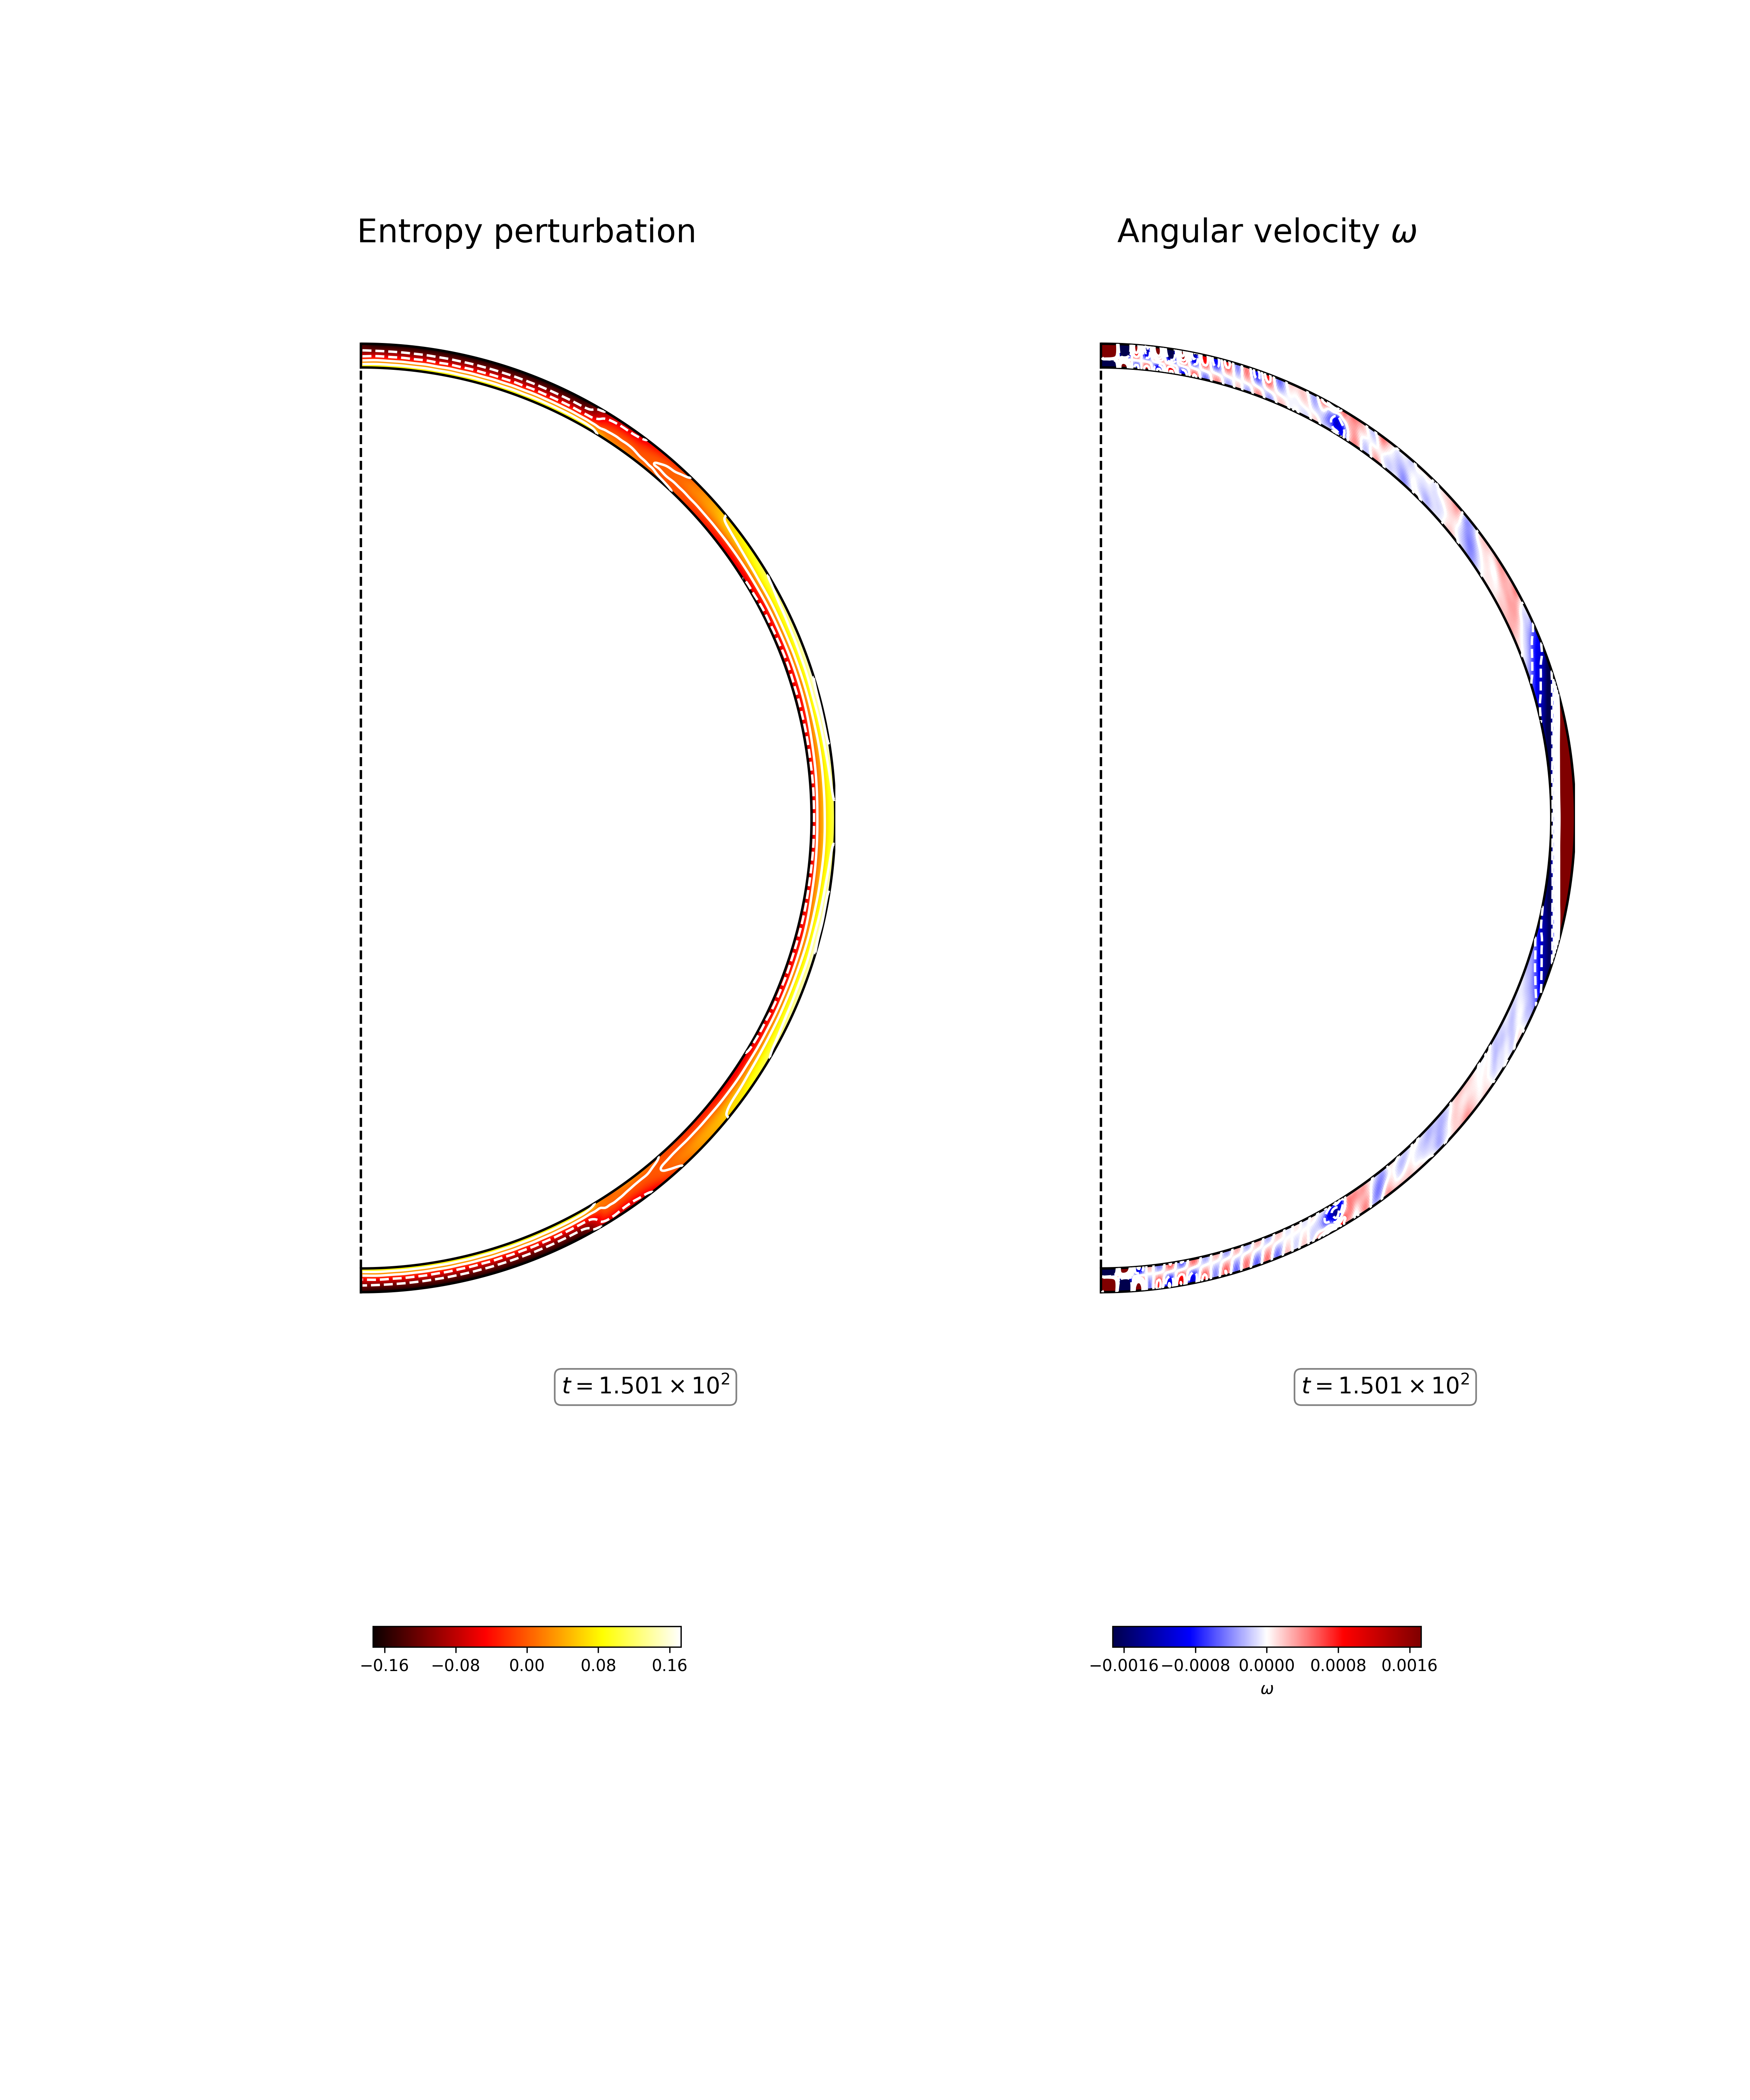 Entropy perturbation
Angular velocity ω
t = 1.501 × 10²
t = 1.501 × 10²
−0.16 −0.08 0.00 0.08 0.16
−0.0016 −0.0008 0.0000 0.0008 0.0016
ω